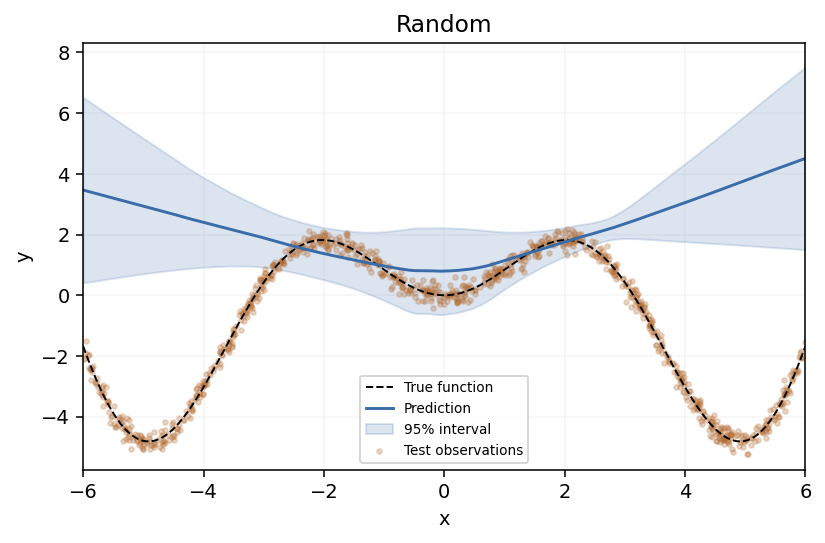 Random
8
6
4
2
0
−2
−4
y
−6
−4
−2
0
2
4
6
x
True function
Prediction
95% interval
Test observations